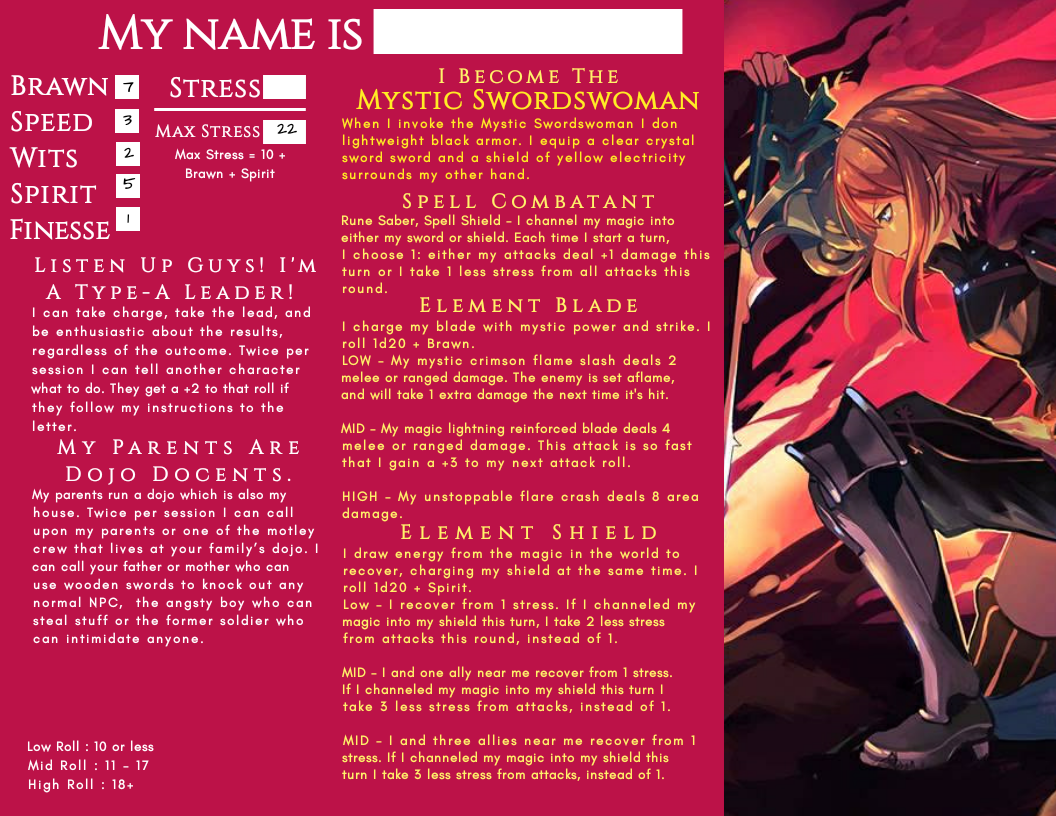 My name is
Brawn 7
Speed 3
Wits 2
Spirit 5
Finesse 1
Stress
Max Stress 22
Max Stress = 10 +
Brawn + Spirit
Listen Up Guys! I'm
A Type-A Leader!
I can take charge, take the lead, and
be enthusiastic about the results,
regardless of the outcome. Twice per
session I can tell another character
what to do. They get a +2 to that roll if
they follow my instructions to the
letter.
My Parents Are
Dojo Docents.
My parents run a dojo which is also my
house. Twice per session I can call
upon my parents or one of the motley
crew that lives at your family's dojo. I
can call your father or mother who can
use wooden swords to knock out any
normal NPC, the angsty boy who can
steal stuff or the former soldier who
can intimidate anyone.
Low Roll : 10 or less
Mid Roll : 11 - 17
High Roll : 18+
I Become The
Mystic Swordswoman
When I invoke the Mystic Swordswoman I don
lightweight black armor. I equip a clear crystal
sword sword and a shield of yellow electricity
surrounds my other hand.
Spell Combatant
Rune Saber, Spell Shield - I channel my magic into
either my sword or shield. Each time I start a turn,
I choose 1: either my attacks deal +1 damage this
turn or I take 1 less stress from all attacks this
round.
Element Blade
I charge my blade with mystic power and strike. I
roll 1d20 + Brawn.
LOW - My mystic crimson flame slash deals 2
melee or ranged damage. The enemy is set aflame,
and will take 1 extra damage the next time it's hit.
MID - My magic lightning reinforced blade deals 4
melee or ranged damage. This attack is so fast
that I gain a +3 to my next attack roll.
HIGH - My unstoppable flare crash deals 8 area
damage.
Element Shield
I draw energy from the magic in the world to
recover, charging my shield at the same time. I
roll 1d20 + Spirit.
Low - I recover from 1 stress. If I channeled my
magic into my shield this turn, I take 2 less stress
from attacks this round, instead of 1.
MID - I and one ally near me recover from 1 stress.
If I channeled my magic into my shield this turn I
take 3 less stress from attacks, instead of 1.
MID - I and three allies near me recover from 1
stress. If I channeled my magic into my shield this
turn I take 3 less stress from attacks, instead of 1.